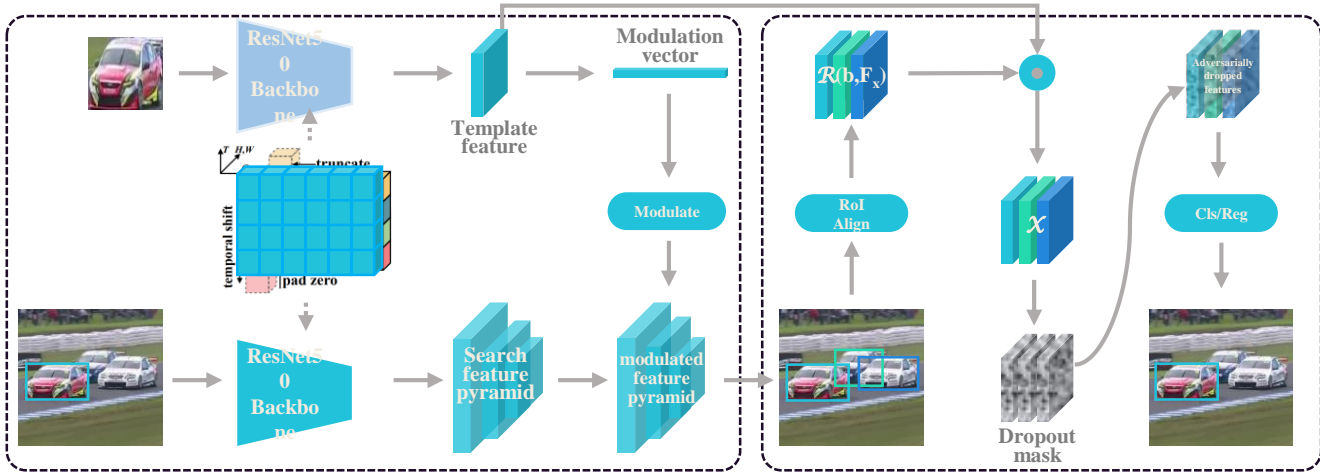 ResNet5
0
Backbo
ne
Template
feature
Modulation
vector
T H,W
truncate
temporal shift
pad zero
Modulate
ResNet5
0
Backbo
ne
Search
feature
pyramid
modulated
feature
pyramid
ℛ(b,Fₓ)
RoI
Align
𝒳
Dropout
mask
Adversarially
dropped
features
Cls/Reg